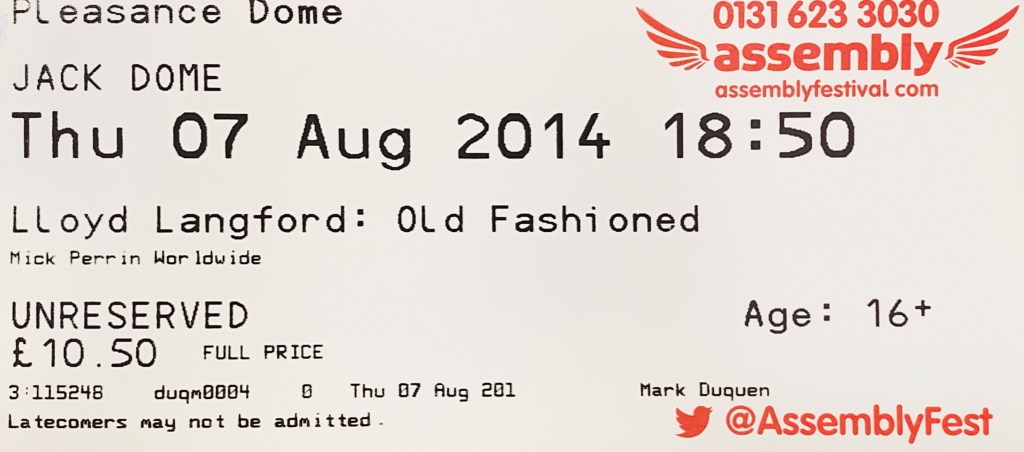 Pleasance Dome
0131 623 3030
assembly
assemblyfestival com
JACK DOME
Thu 07 Aug 2014 18:50
Lloyd Langford: Old Fashioned
Mick Perrin Worldwide
UNRESERVED
Age: 16+
£10.50 FULL PRICE
3:115248 duqm0004 0 Thu 07 Aug 201 Mark Duquen
Latecomers may not be admitted.
@AssemblyFest